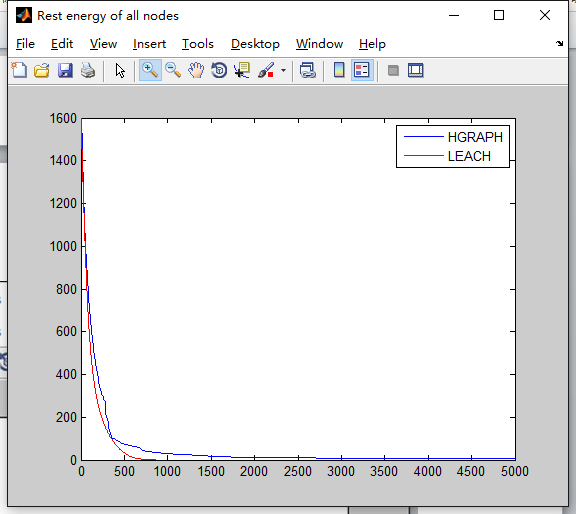 Rest energy of all nodes
File Edit View Insert Tools Desktop Window Help
1600
HGRAPH
LEACH
1400
1200
1000
800
600
400
200
0
0 500 1000 1500 2000 2500 3000 3500 4000 4500 5000